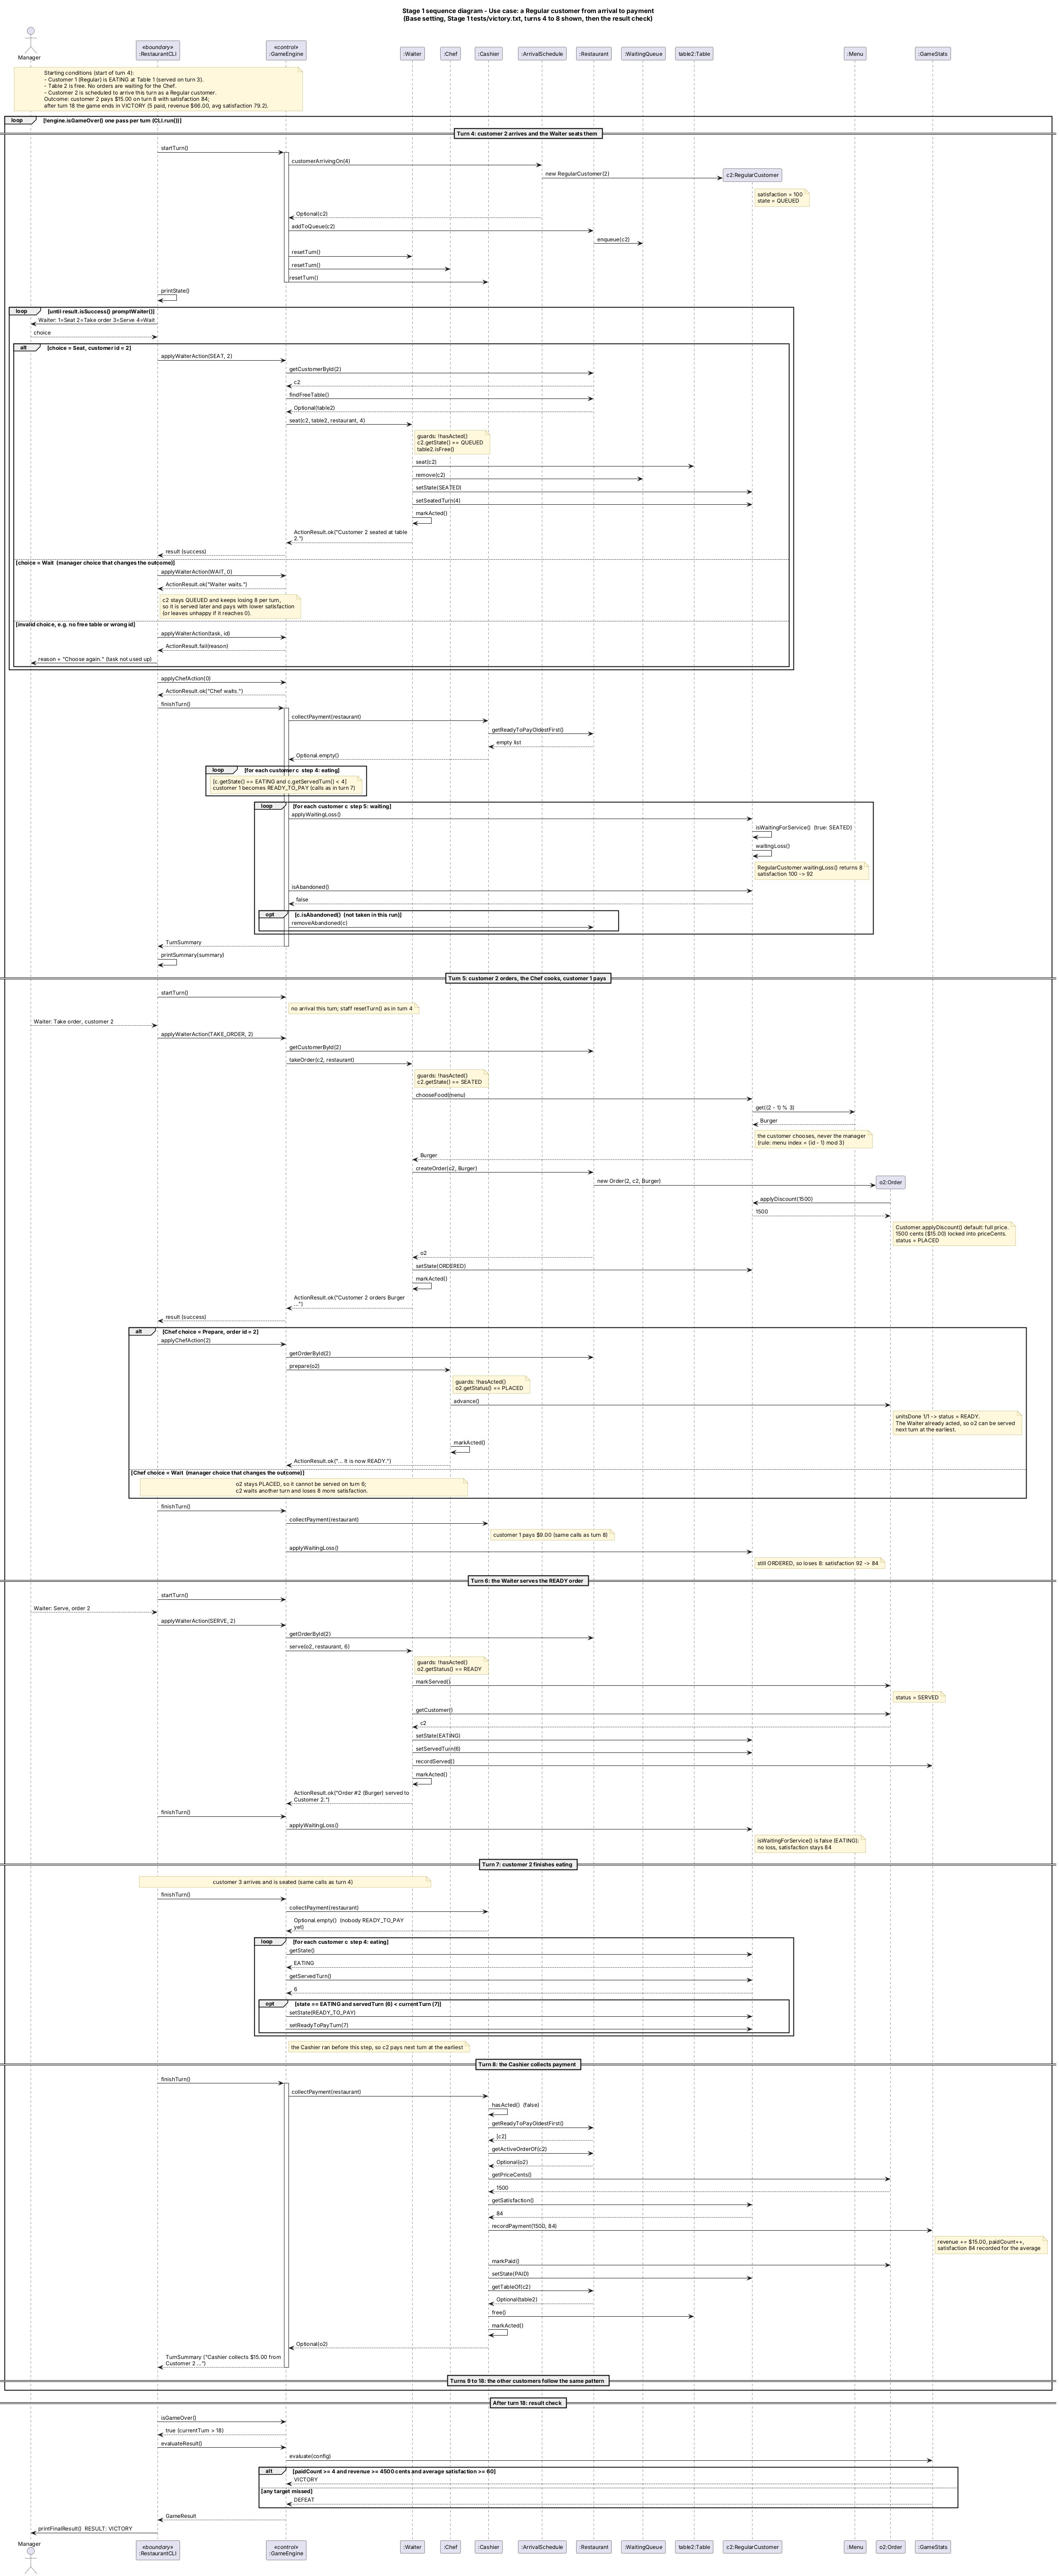 Stage 1 sequence diagram - Use case: a Regular customer from arrival to payment
(Base setting, Stage 1 tests/victory.txt, turns 4 to 8 shown, then the result check)
Manager
«boundary»
:RestaurantCLI
«control»
:GameEngine
:Waiter
:Chef
:Cashier
:ArrivalSchedule
:Restaurant
:WaitingQueue
table2:Table
:Menu
:GameStats
Starting conditions (start of turn 4):
- Customer 1 (Regular) is EATING at Table 1 (served on turn 3).
- Table 2 is free. No orders are waiting for the Chef.
- Customer 2 is scheduled to arrive this turn as a Regular customer.
Outcome: customer 2 pays $15.00 on turn 8 with satisfaction 84;
after turn 18 the game ends in VICTORY (5 paid, revenue $66.00, avg satisfaction 79.2).
loop [!engine.isGameOver() one pass per turn (CLI.run())]
Turn 4: customer 2 arrives and the Waiter seats them
startTurn()
customerArrivingOn(4)
new RegularCustomer(2)
c2:RegularCustomer
satisfaction = 100
state = QUEUED
Optional(c2)
addToQueue(c2)
enqueue(c2)
resetTurn()
resetTurn()
resetTurn()
printState()
loop [until result.isSuccess() promptWaiter()]
Waiter: 1=Seat 2=Take order 3=Serve 4=Wait
choice
alt [choice = Seat, customer id = 2]
applyWaiterAction(SEAT, 2)
getCustomerById(2)
c2
findFreeTable()
Optional(table2)
seat(c2, table2, restaurant, 4)
guards: !hasActed()
c2.getState() == QUEUED
table2.isFree()
seat(c2)
remove(c2)
setState(SEATED)
setSeatedTurn(4)
markActed()
ActionResult.ok("Customer 2 seated at table
2.")
result (success)
[choice = Wait (manager choice that changes the outcome)]
applyWaiterAction(WAIT, 0)
ActionResult.ok("Waiter waits.")
c2 stays QUEUED and keeps losing 8 per turn,
so it is served later and pays with lower satisfaction
(or leaves unhappy if it reaches 0).
[invalid choice, e.g. no free table or wrong id]
applyWaiterAction(task, id)
ActionResult.fail(reason)
reason + "Choose again." (task not used up)
applyChefAction(0)
ActionResult.ok("Chef waits.")
finishTurn()
collectPayment(restaurant)
getReadyToPayOldestFirst()
empty list
Optional.empty()
loop [for each customer c step 4: eating]
[c.getState() == EATING and c.getServedTurn() < 4]
customer 1 becomes READY_TO_PAY (calls as in turn 7)
loop [for each customer c step 5: waiting]
applyWaitingLoss()
isWaitingForService() (true: SEATED)
waitingLoss()
RegularCustomer.waitingLoss() returns 8
satisfaction 100 -> 92
isAbandoned()
false
opt [c.isAbandoned() (not taken in this run)]
removeAbandoned(c)
TurnSummary
printSummary(summary)
Turn 5: customer 2 orders, the Chef cooks, customer 1 pays
startTurn()
no arrival this turn; staff resetTurn() as in turn 4
Waiter: Take order, customer 2
applyWaiterAction(TAKE_ORDER, 2)
getCustomerById(2)
takeOrder(c2, restaurant)
guards: !hasActed()
c2.getState() == SEATED
chooseFood(menu)
get((2 - 1) % 3)
Burger
the customer chooses, never the manager
(rule: menu index = (id - 1) mod 3)
Burger
createOrder(c2, Burger)
new Order(2, c2, Burger)
o2:Order
applyDiscount(1500)
1500
Customer.applyDiscount() default: full price.
1500 cents ($15.00) locked into priceCents.
status = PLACED
o2
setState(ORDERED)
markActed()
ActionResult.ok("Customer 2 orders Burger
...")
result (success)
alt [Chef choice = Prepare, order id = 2]
applyChefAction(2)
getOrderById(2)
prepare(o2)
guards: !hasActed()
o2.getStatus() == PLACED
advance()
unitsDone 1/1 -> status = READY.
The Waiter already acted, so o2 can be served
next turn at the earliest.
markActed()
ActionResult.ok("... It is now READY.")
[Chef choice = Wait (manager choice that changes the outcome)]
o2 stays PLACED, so it cannot be served on turn 6;
c2 waits another turn and loses 8 more satisfaction.
finishTurn()
collectPayment(restaurant)
customer 1 pays $9.00 (same calls as turn 8)
applyWaitingLoss()
still ORDERED, so loses 8: satisfaction 92 -> 84
Turn 6: the Waiter serves the READY order
startTurn()
Waiter: Serve, order 2
applyWaiterAction(SERVE, 2)
getOrderById(2)
serve(o2, restaurant, 6)
guards: !hasActed()
o2.getStatus() == READY
markServed()
status = SERVED
getCustomer()
c2
setState(EATING)
setServedTurn(6)
recordServed()
markActed()
ActionResult.ok("Order #2 (Burger) served to
Customer 2.")
finishTurn()
applyWaitingLoss()
isWaitingForService() is false (EATING):
no loss, satisfaction stays 84
Turn 7: customer 2 finishes eating
customer 3 arrives and is seated (same calls as turn 4)
finishTurn()
collectPayment(restaurant)
Optional.empty() (nobody READY_TO_PAY
yet)
loop [for each customer c step 4: eating]
getState()
EATING
getServedTurn()
6
opt [state == EATING and servedTurn (6) < currentTurn (7)]
setState(READY_TO_PAY)
setReadyToPayTurn(7)
the Cashier ran before this step, so c2 pays next turn at the earliest
Turn 8: the Cashier collects payment
finishTurn()
collectPayment(restaurant)
hasActed() (false)
getReadyToPayOldestFirst()
[c2]
getActiveOrderOf(c2)
Optional(o2)
getPriceCents()
1500
getSatisfaction()
84
recordPayment(1500, 84)
revenue += $15.00, paidCount++,
satisfaction 84 recorded for the average
markPaid()
setState(PAID)
getTableOf(c2)
Optional(table2)
free()
markActed()
Optional(o2)
TurnSummary ("Cashier collects $15.00 from
Customer 2 ...")
Turns 9 to 18: the other customers follow the same pattern
After turn 18: result check
isGameOver()
true (currentTurn > 18)
evaluateResult()
evaluate(config)
alt [paidCount >= 4 and revenue >= 4500 cents and average satisfaction >= 60]
VICTORY
[any target missed]
DEFEAT
GameResult
printFinalResult() RESULT: VICTORY
Manager
«boundary»
:RestaurantCLI
«control»
:GameEngine
:Waiter
:Chef
:Cashier
:ArrivalSchedule
:Restaurant
:WaitingQueue
table2:Table
c2:RegularCustomer
:Menu
o2:Order
:GameStats